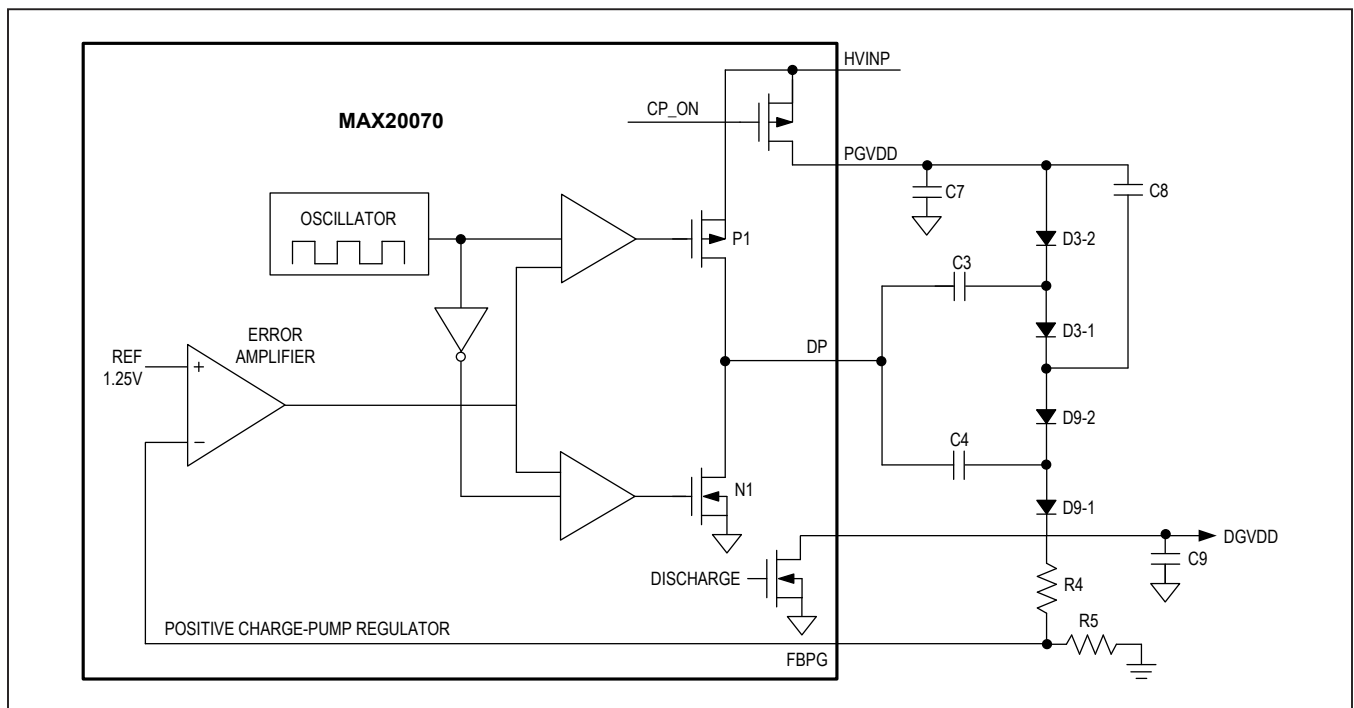 HVINP
CP_ON
MAX20070
PGVDD
C7
C8
OSCILLATOR
D3-2
P1
C3
D3-1
ERROR
AMPLIFIER
DP
REF
1.25V
+
−
D9-2
C4
N1
D9-1
DGVDD
C9
DISCHARGE
R4
POSITIVE CHARGE-PUMP REGULATOR
R5
FBPG